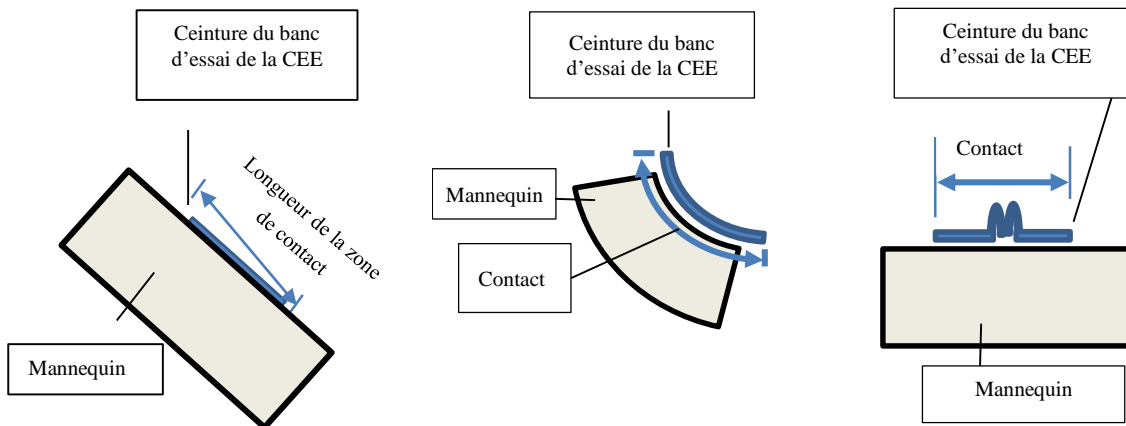 Ceinture du banc
d'essai de la CEE
Longueur de la zone
de contact
Mannequin
Ceinture du banc
d'essai de la CEE
Mannequin
Contact
Ceinture du banc
d'essai de la CEE
Contact
Mannequin